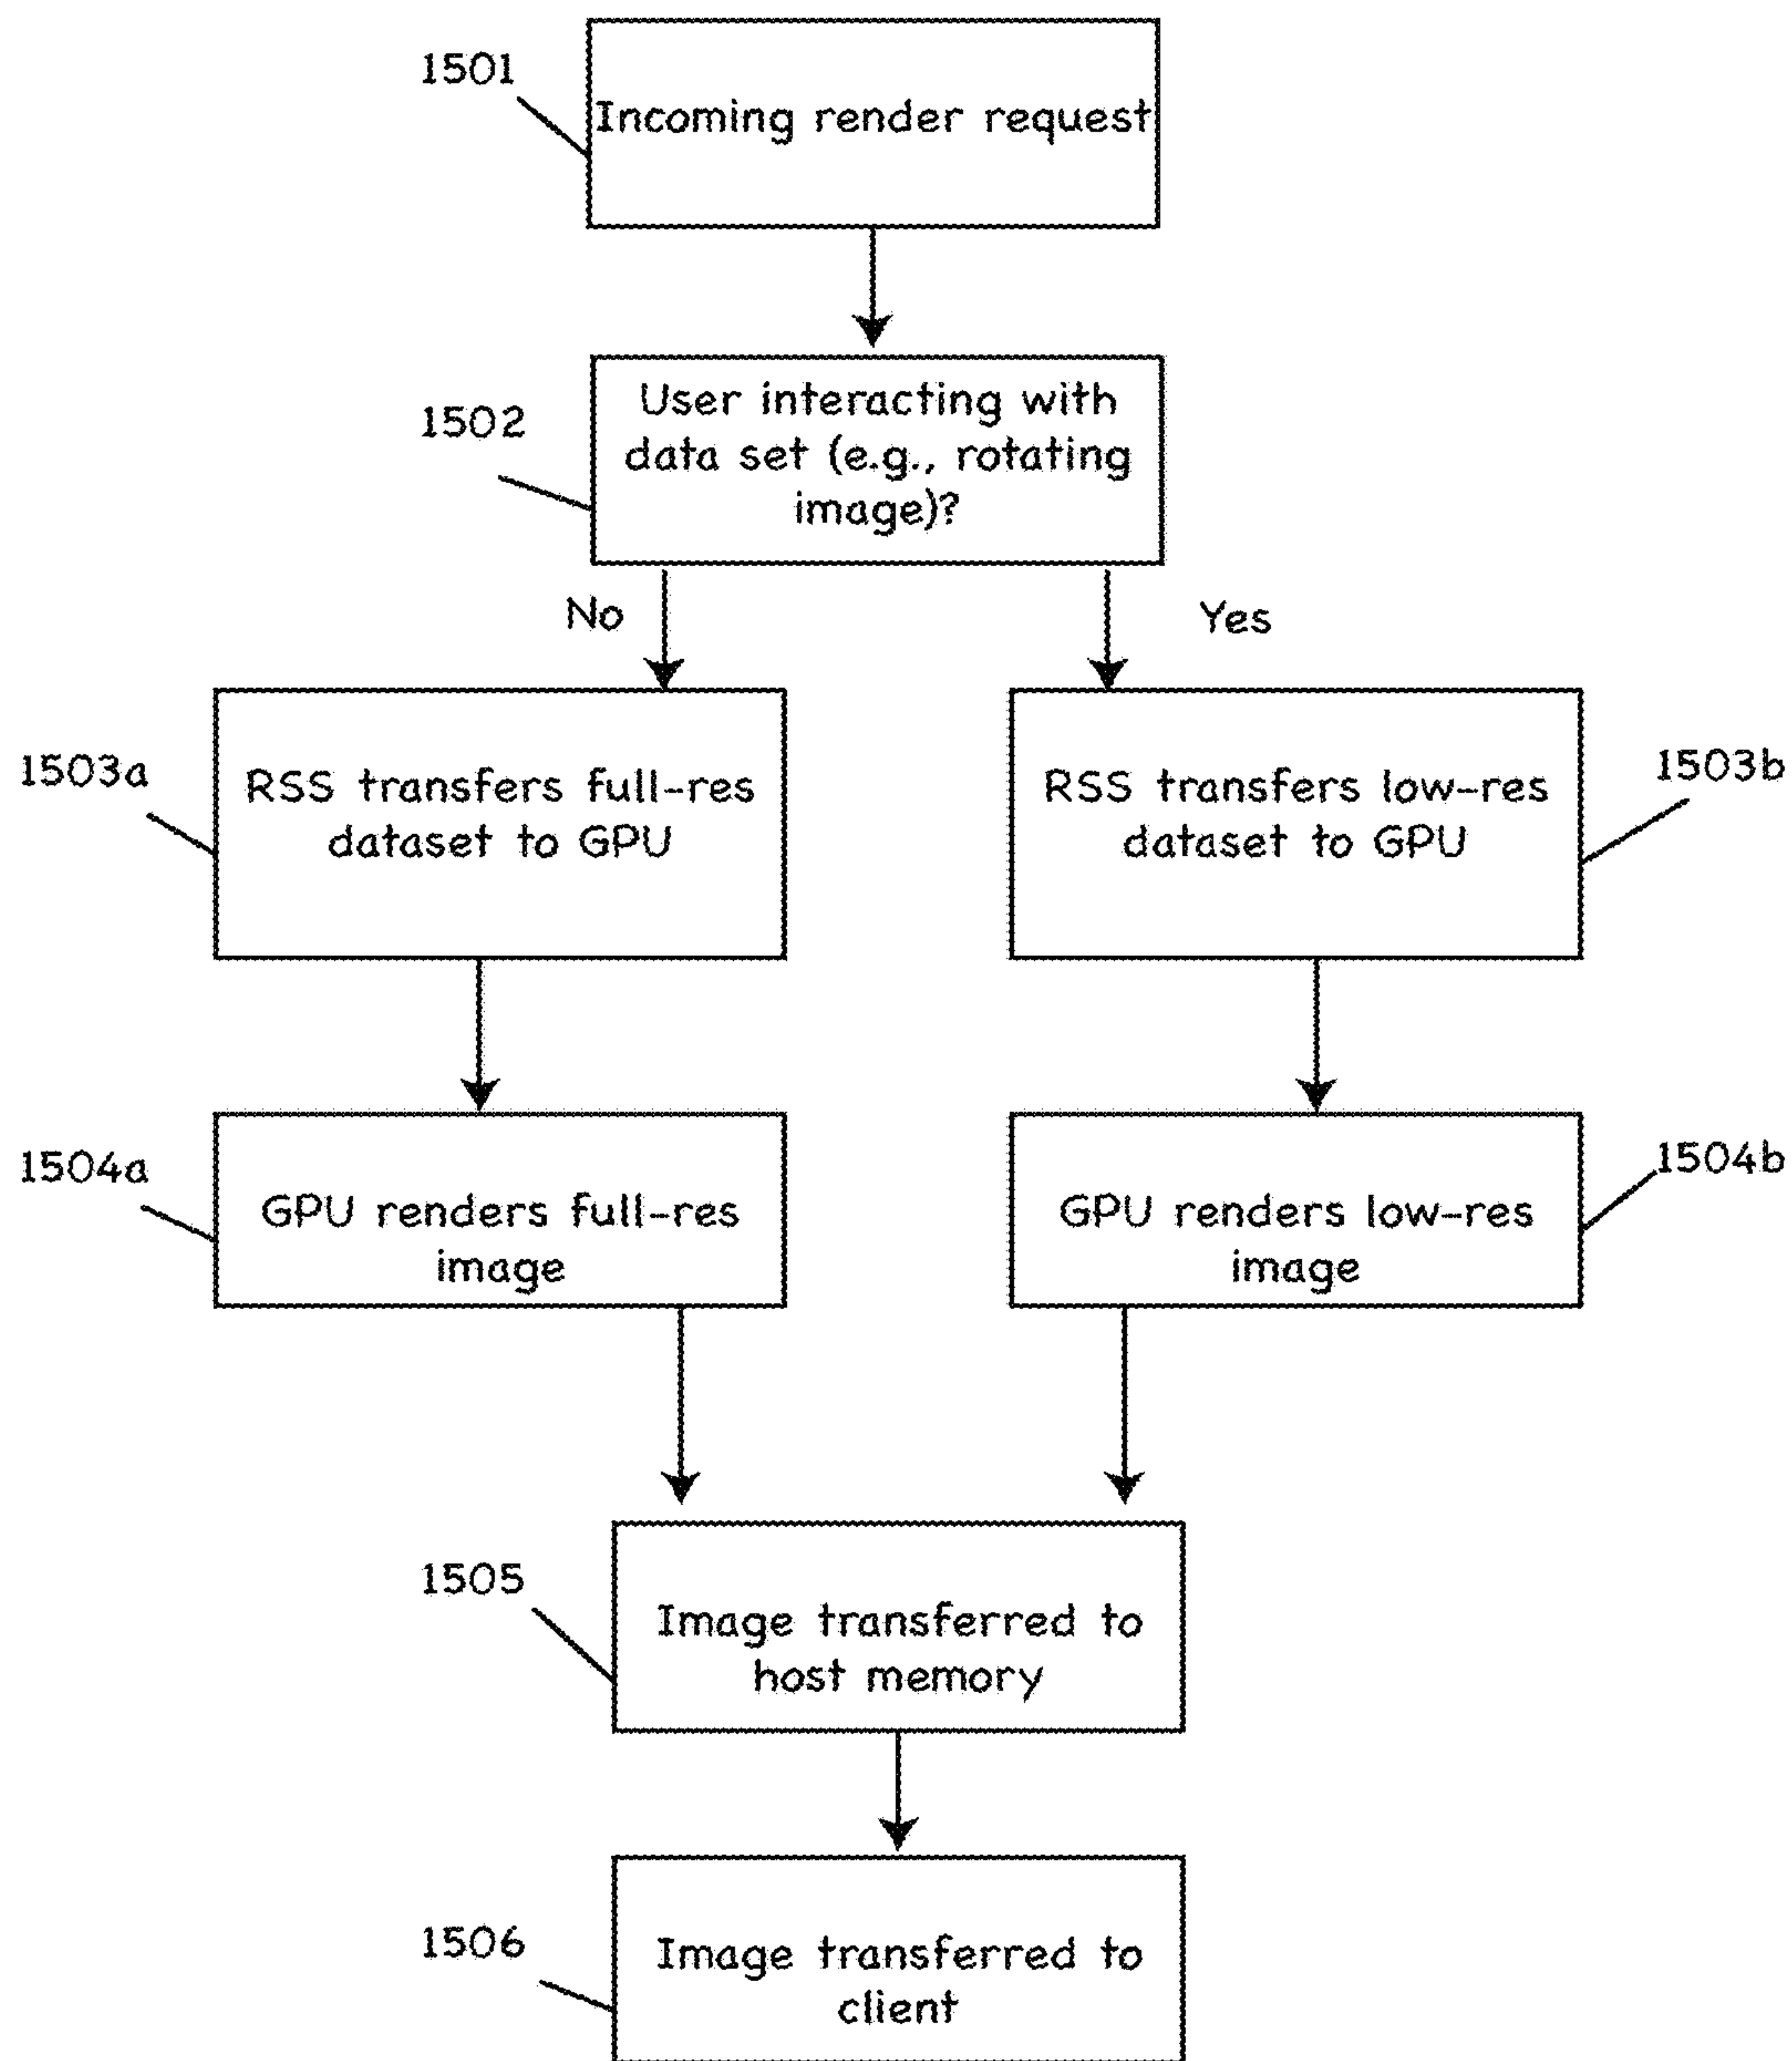 1501
Incoming render request
1502
User interacting with
data set (e.g., rotating
image)?
No
Yes
1503a
RSS transfers full-res
dataset to GPU
RSS transfers low-res
dataset to GPU
1503b
1504a
GPU renders full-res
image
GPU renders low-res
image
1504b
1505
Image transferred to
host memory
1506
Image transferred to
client